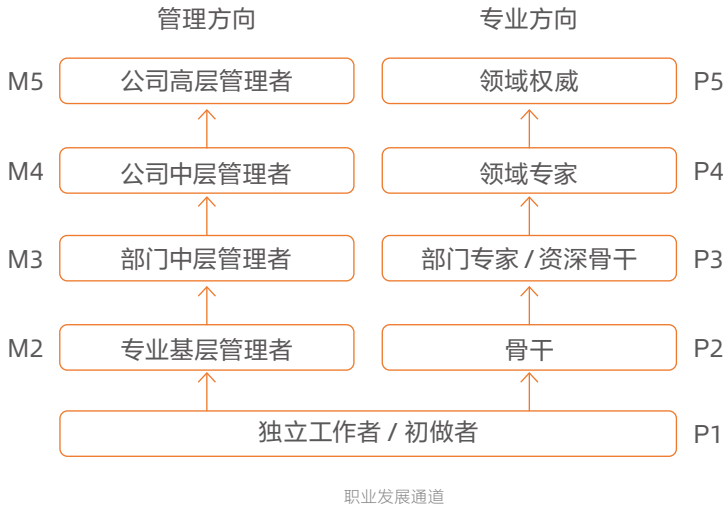 管理方向 专业方向
M5 公司高层管理者 领域权威 P5
M4 公司中层管理者 领域专家 P4
M3 部门中层管理者 部门专家 / 资深骨干 P3
M2 专业基层管理者 骨干 P2
独立工作者 / 初做者 P1
职业发展通道